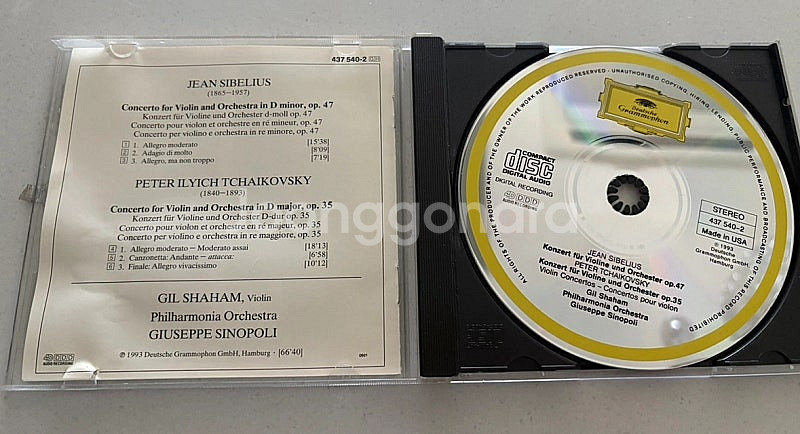 437 540-2 GH
JEAN SIBELIUS
(1865–1957)
Concerto for Violin and Orchestra in D minor, op. 47
Konzert für Violine und Orchester d-moll op. 47
Concerto pour violon et orchestre en ré mineur, op. 47
Concerto per violino e orchestra in re minore, op. 47
1 1. Allegro moderato [15'38]
2 2. Adagio di molto [8'09]
3 3. Allegro, ma non troppo [7'19]
PETER ILYICH TCHAIKOVSKY
(1840–1893)
Concerto for Violin and Orchestra in D major, op. 35
Konzert für Violine und Orchester D-dur op. 35
Concerto pour violon et orchestre en ré majeur, op. 35
Concerto per violino e orchestra in re maggiore, op. 35
4 1. Allegro moderato – Moderato assai [18'13]
5 2. Canzonetta: Andante – attacca: [6'58]
6 3. Finale: Allegro vivacissimo [10'12]
GIL SHAHAM, Violin
Philharmonia Orchestra
GIUSEPPE SINOPOLI
4D DDD
AUDIO RECORDING
℗ 1993 Deutsche Grammophon GmbH, Hamburg · [66'40]
ALL RIGHTS OF THE PRODUCER AND OF THE OWNER OF THE WORK REPRODUCED RESERVED · UNAUTHORISED COPYING, HIRING, LENDING, PUBLIC PERFORMANCE AND BROADCASTING OF THIS RECORD PROHIBITED
Deutsche
Grammophon
COMPACT
disc
DIGITAL AUDIO
DIGITAL RECORDING
4D DDD
AUDIO RECORDING
STEREO
437 540-2
Made in USA
℗ 1993
Deutsche
Grammophon GmbH
Hamburg
JEAN SIBELIUS
Konzert für Violine und Orchester op.47
PETER TCHAIKOVSKY
Konzert für Violine und Orchester op.35
Violin Concertos – Concertos pour violon
Gil Shaham
Philharmonia Orchestra
Giuseppe Sinopoli